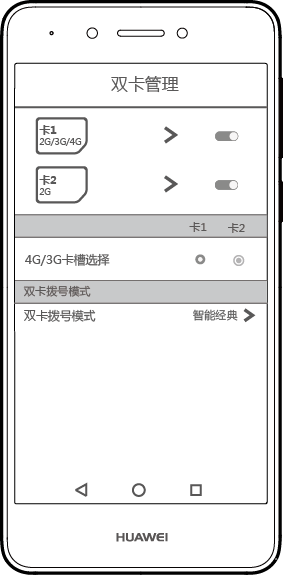 双卡管理
卡1
2G/3G/4G
卡2
2G
卡1 卡2
4G/3G卡槽选择
双卡拨号模式
双卡拨号模式 智能经典
HUAWEI